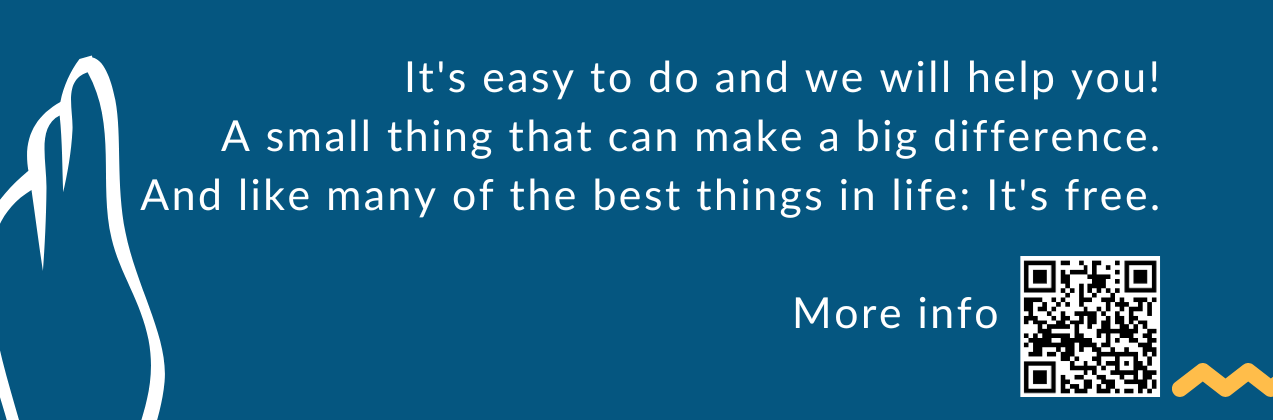 It's easy to do and we will help you!
A small thing that can make a big difference.
And like many of the best things in life: It's free.
More info